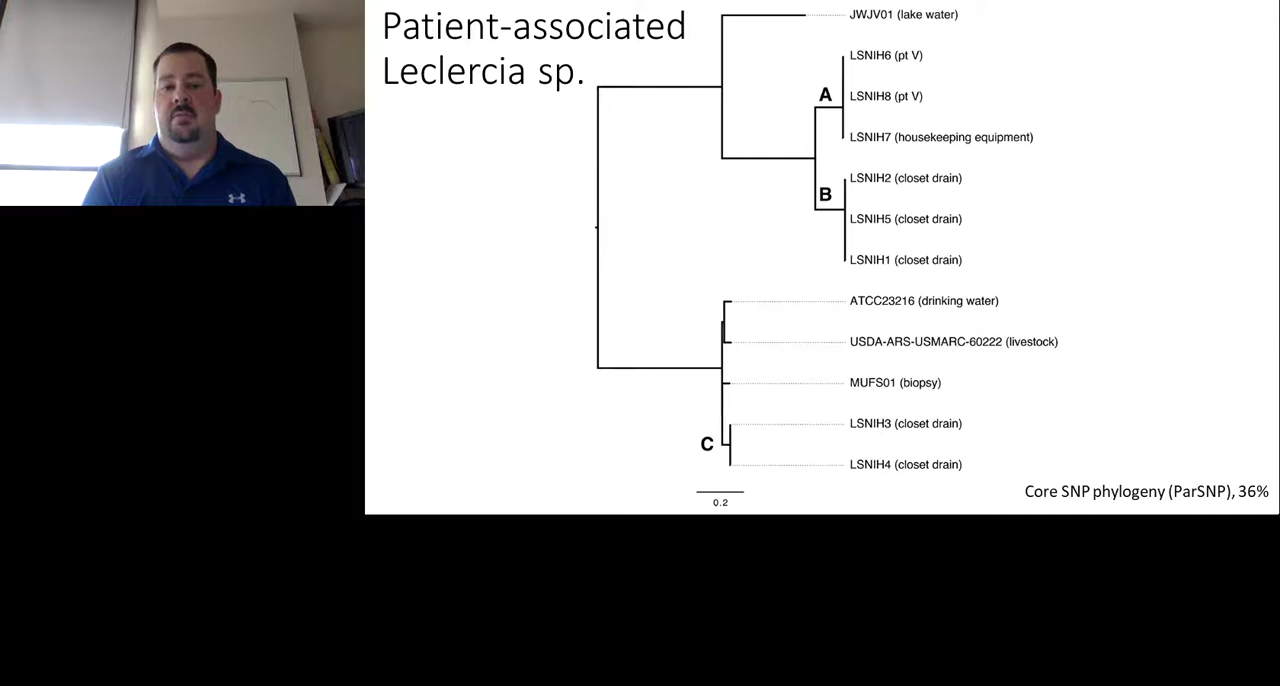 Patient-associated
Leclercia sp.
JWJV01 (lake water)
LSNIH6 (pt V)
A
LSNIH8 (pt V)
LSNIH7 (housekeeping equipment)
LSNIH2 (closet drain)
B
LSNIH5 (closet drain)
LSNIH1 (closet drain)
ATCC23216 (drinking water)
USDA-ARS-USMARC-60222 (livestock)
MUFS01 (biopsy)
LSNIH3 (closet drain)
C
LSNIH4 (closet drain)
0.2
Core SNP phylogeny (ParSNP), 36%